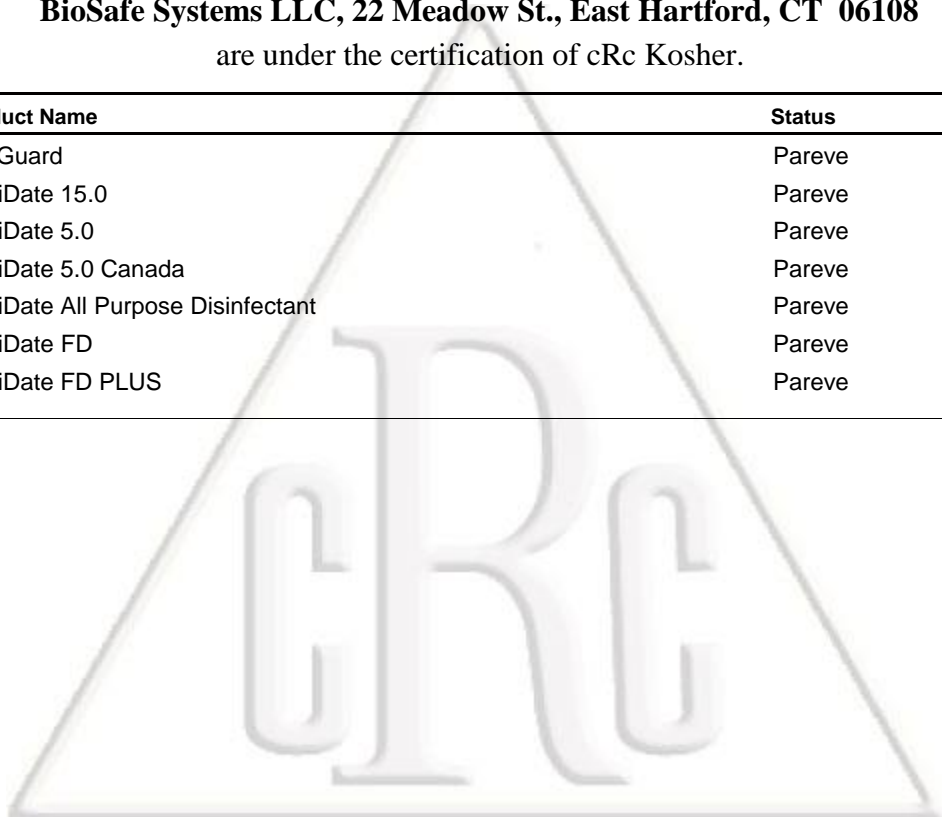 BioSafe Systems LLC, 22 Meadow St., East Hartford, CT 06108
are under the certification of cRc Kosher.
Name Status
Guard Pareve
iDate 15.0 Pareve
iDate 5.0 Pareve
iDate 5.0 Canada Pareve
iDate All Purpose Disinfectant Pareve
iDate FD Pareve
iDate FD PLUS Pareve
cRc